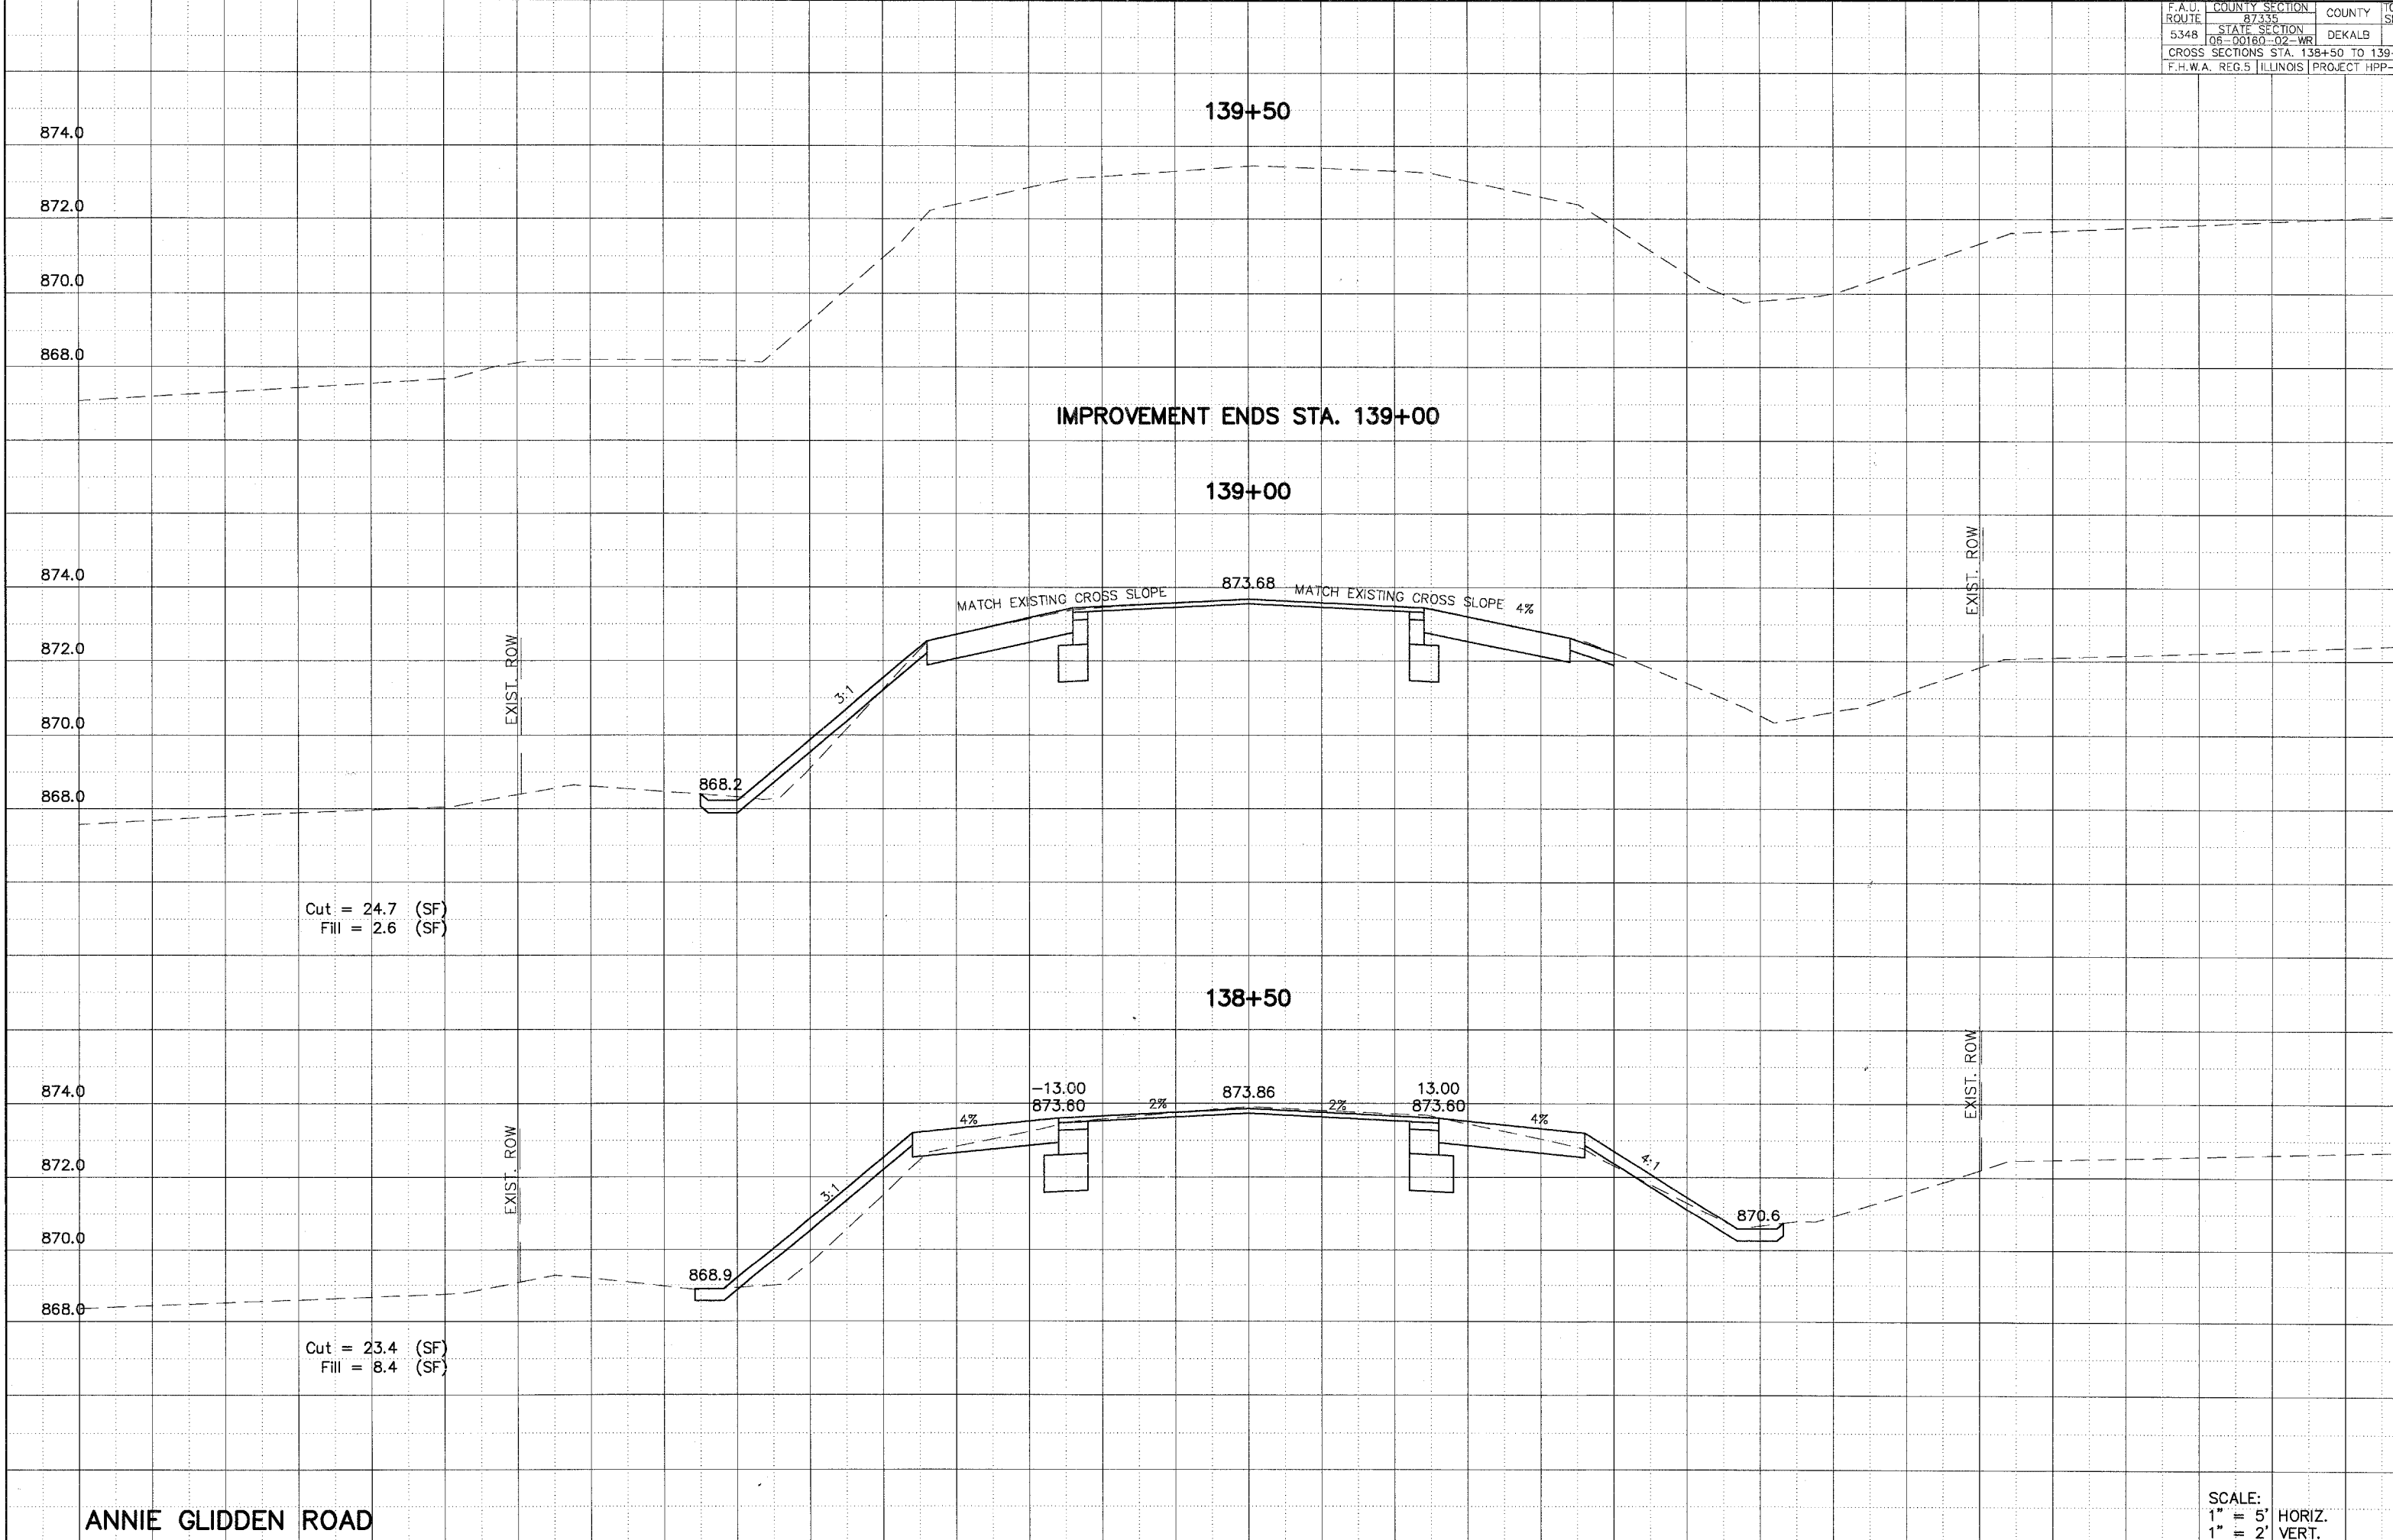 F.A.U. ROUTE
COUNTY SECTION
87335
COUNTY
5348
STATE SECTION
06-00160-02-WR
DEKALB
CROSS SECTIONS STA. 138+50 TO 139
F.H.W.A. REG.5 ILLINOIS PROJECT HPP-
139+50
874.0
872.0
870.0
868.0
IMPROVEMENT ENDS STA. 139+00
139+00
EXIST. ROW
874.0
MATCH EXISTING CROSS SLOPE
873.68
MATCH EXISTING CROSS SLOPE
4%
872.0
EXIST. ROW
3:1
870.0
868.2
868.0
Cut = 24.7 (SF)
Fill = 2.6 (SF)
138+50
EXIST. ROW
874.0
-13.00
873.60
873.86
13.00
873.60
4%
2%
2%
4%
EXIST. ROW
872.0
3:1
4:1
870.6
870.0
868.9
868.0
Cut = 23.4 (SF)
Fill = 8.4 (SF)
ANNIE GLIDDEN ROAD
SCALE:
1" = 5' HORIZ.
1" = 2' VERT.